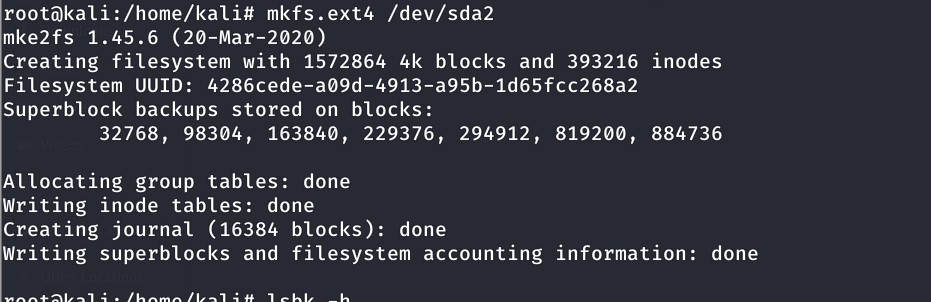 root@kali:/home/kali# mkfs.ext4 /dev/sda2
mke2fs 1.45.6 (20-Mar-2020)
Creating filesystem with 1572864 4k blocks and 393216 inodes
Filesystem UUID: 4286cede-a09d-4913-a95b-1d65fcc268a2
Superblock backups stored on blocks:
32768, 98304, 163840, 229376, 294912, 819200, 884736
Videos
Allocating group tables: done
Writing inode tables: done
Creating journal (16384 blocks): done
Writing superblocks and filesystem accounting information: done
Other Locations
root@kali:/home/kali#